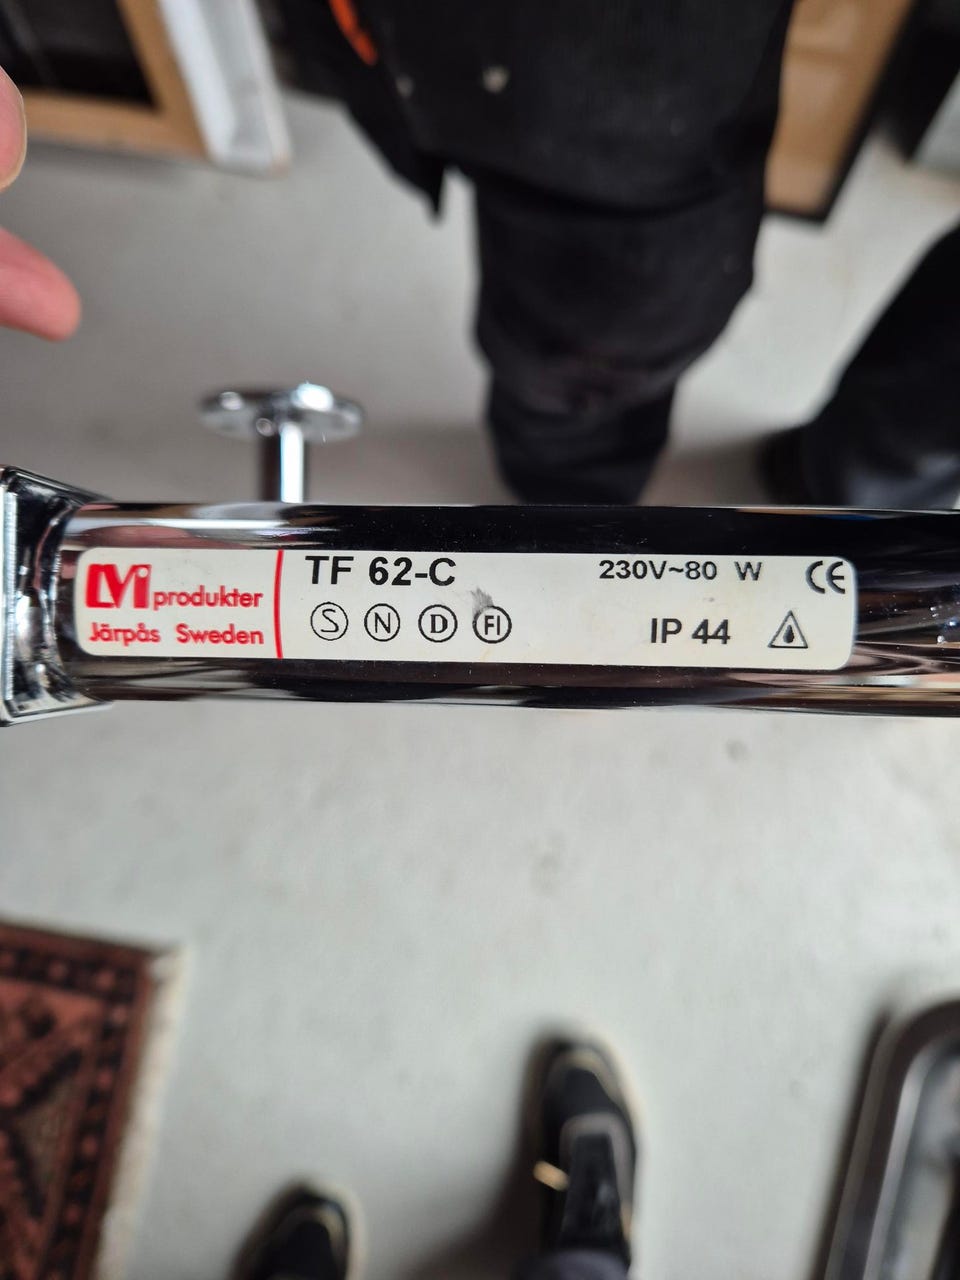 LVI produkter
Järpås Sweden
TF 62-C
S N D FI
230V~80 W CE
IP 44